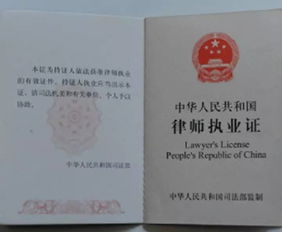 本证为持证人依法获准律师执业
的有效证件。持证人执业应当出示本
证，请司法机关和有关单位、个人予以
协助。
中华人民共和国司法部
中华人民共和国
律师执业证
Lawyer's License
People's Republic of China
中华人民共和国司法部监制